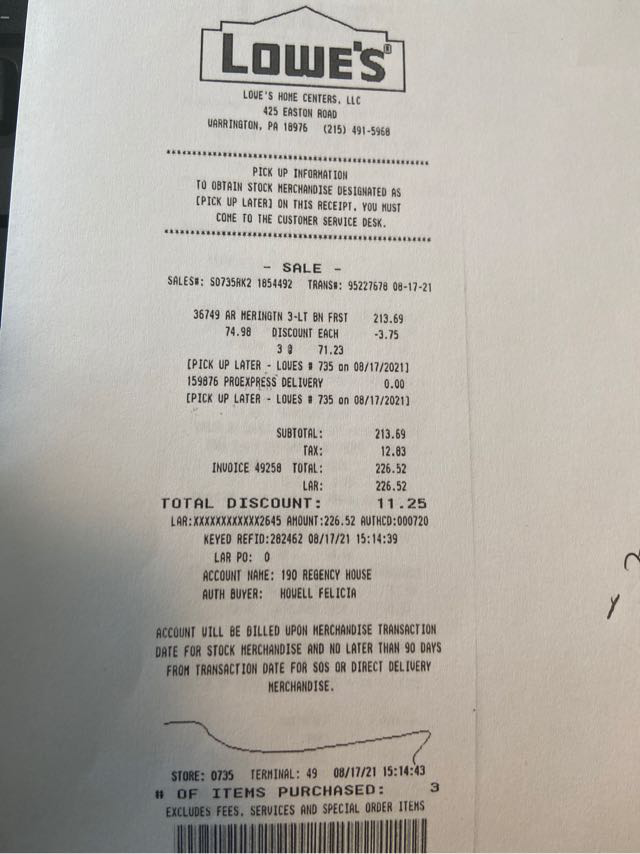 LOWE'S®
LOWE'S HOME CENTERS, LLC
425 EASTON ROAD
WARRINGTON, PA 18976 (215) 491-5968
********************************************
PICK UP INFORMATION
TO OBTAIN STOCK MERCHANDISE DESIGNATED AS
[PICK UP LATER] ON THIS RECEIPT, YOU MUST
COME TO THE CUSTOMER SERVICE DESK.
********************************************
- SALE -
SALES#: S0735RK2 1854492 TRANS#: 95227678 08-17-21
36749 AR MERINGTN 3-LT BN FRST 213.69
74.98 DISCOUNT EACH -3.75
3 @ 71.23
[PICK UP LATER - LOWES # 735 on 08/17/2021]
159876 PROEXPRESS DELIVERY 0.00
[PICK UP LATER - LOWES # 735 on 08/17/2021]
SUBTOTAL: 213.69
TAX: 12.83
INVOICE 49258 TOTAL: 226.52
LAR: 226.52
TOTAL DISCOUNT: 11.25
LAR:XXXXXXXXXXXX2645 AMOUNT:226.52 AUTHCD:000720
KEYED REFID:282462 08/17/21 15:14:39
LAR PO: 0
ACCOUNT NAME: 190 REGENCY HOUSE
AUTH BUYER: HOWELL FELICIA
ACCOUNT WILL BE BILLED UPON MERCHANDISE TRANSACTION
DATE FOR STOCK MERCHANDISE AND NO LATER THAN 90 DAYS
FROM TRANSACTION DATE FOR SOS OR DIRECT DELIVERY
MERCHANDISE.
STORE: 0735 TERMINAL: 49 08/17/21 15:14:43
# OF ITEMS PURCHASED: 3
EXCLUDES FEES, SERVICES AND SPECIAL ORDER ITEMS